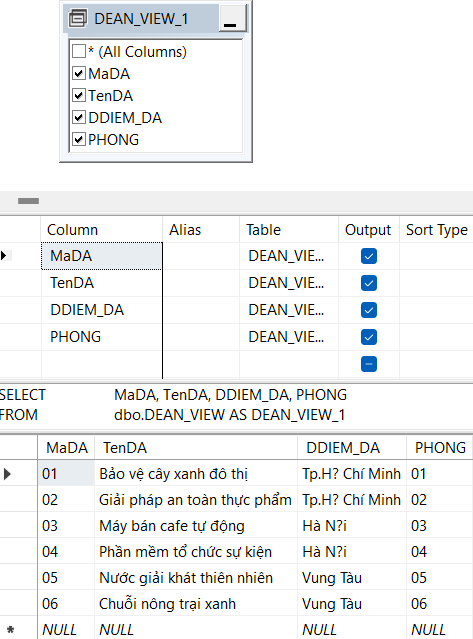 DEAN_VIEW_1
* (All Columns)
MaDA
TenDA
DDIEM_DA
PHONG
Column Alias Table Output Sort Type
MaDA DEAN_VIE...
TenDA DEAN_VIE...
DDIEM_DA DEAN_VIE...
PHONG DEAN_VIE...
SELECT MaDA, TenDA, DDIEM_DA, PHONG
FROM dbo.DEAN_VIEW AS DEAN_VIEW_1
MaDA TenDA DDIEM_DA PHONG
01 Bảo vệ cây xanh đô thị Tp.H? Chí Minh 01
02 Giải pháp an toàn thực phẩm Tp.H? Chí Minh 02
03 Máy bán cafe tự động Hà N?i 03
04 Phần mềm tổ chức sự kiện Hà N?i 04
05 Nước giải khát thiên nhiên Vung Tàu 05
06 Chuỗi nông trại xanh Vung Tàu 06
* NULL NULL NULL NULL